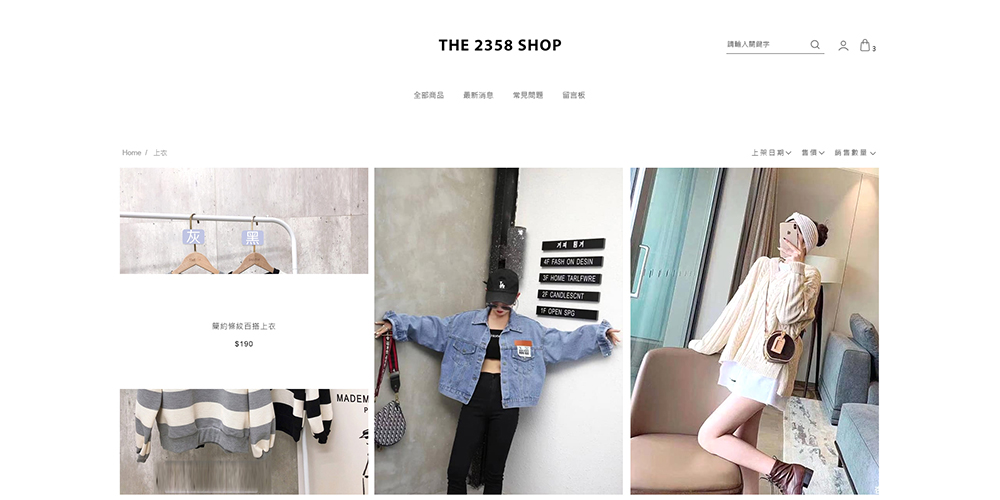 THE 2358 SHOP
請輸入關鍵字
3
全部商品 最新消息 常見問題 留言板
Home / 上衣
上架日期 售價 銷售數量
灰 黑
簡約條紋百搭上衣
$190
MADEM
P
4F FASH ON DESIN
3F HOME TARLFWRE
2F CANDLESCNT
1F OPEN SPG